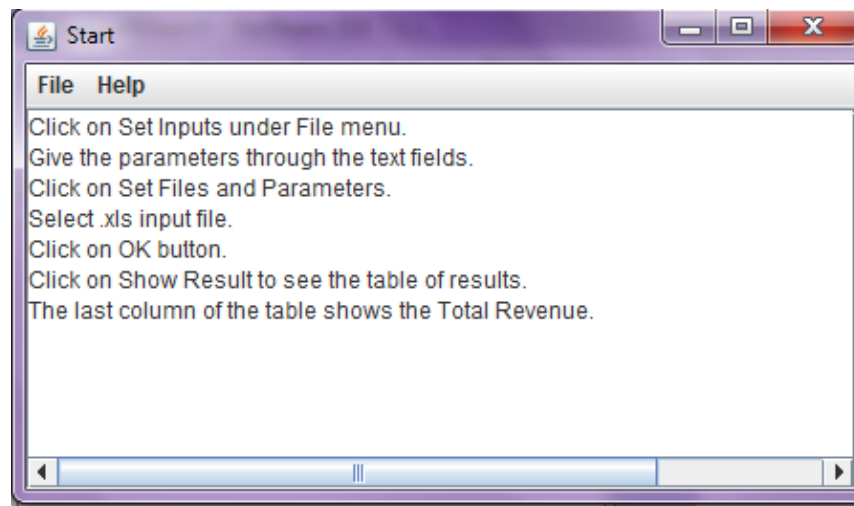 Start
File Help
Click on Set Inputs under File menu.
Give the parameters through the text fields.
Click on Set Files and Parameters.
Select .xls input file.
Click on OK button.
Click on Show Result to see the table of results.
The last column of the table shows the Total Revenue.